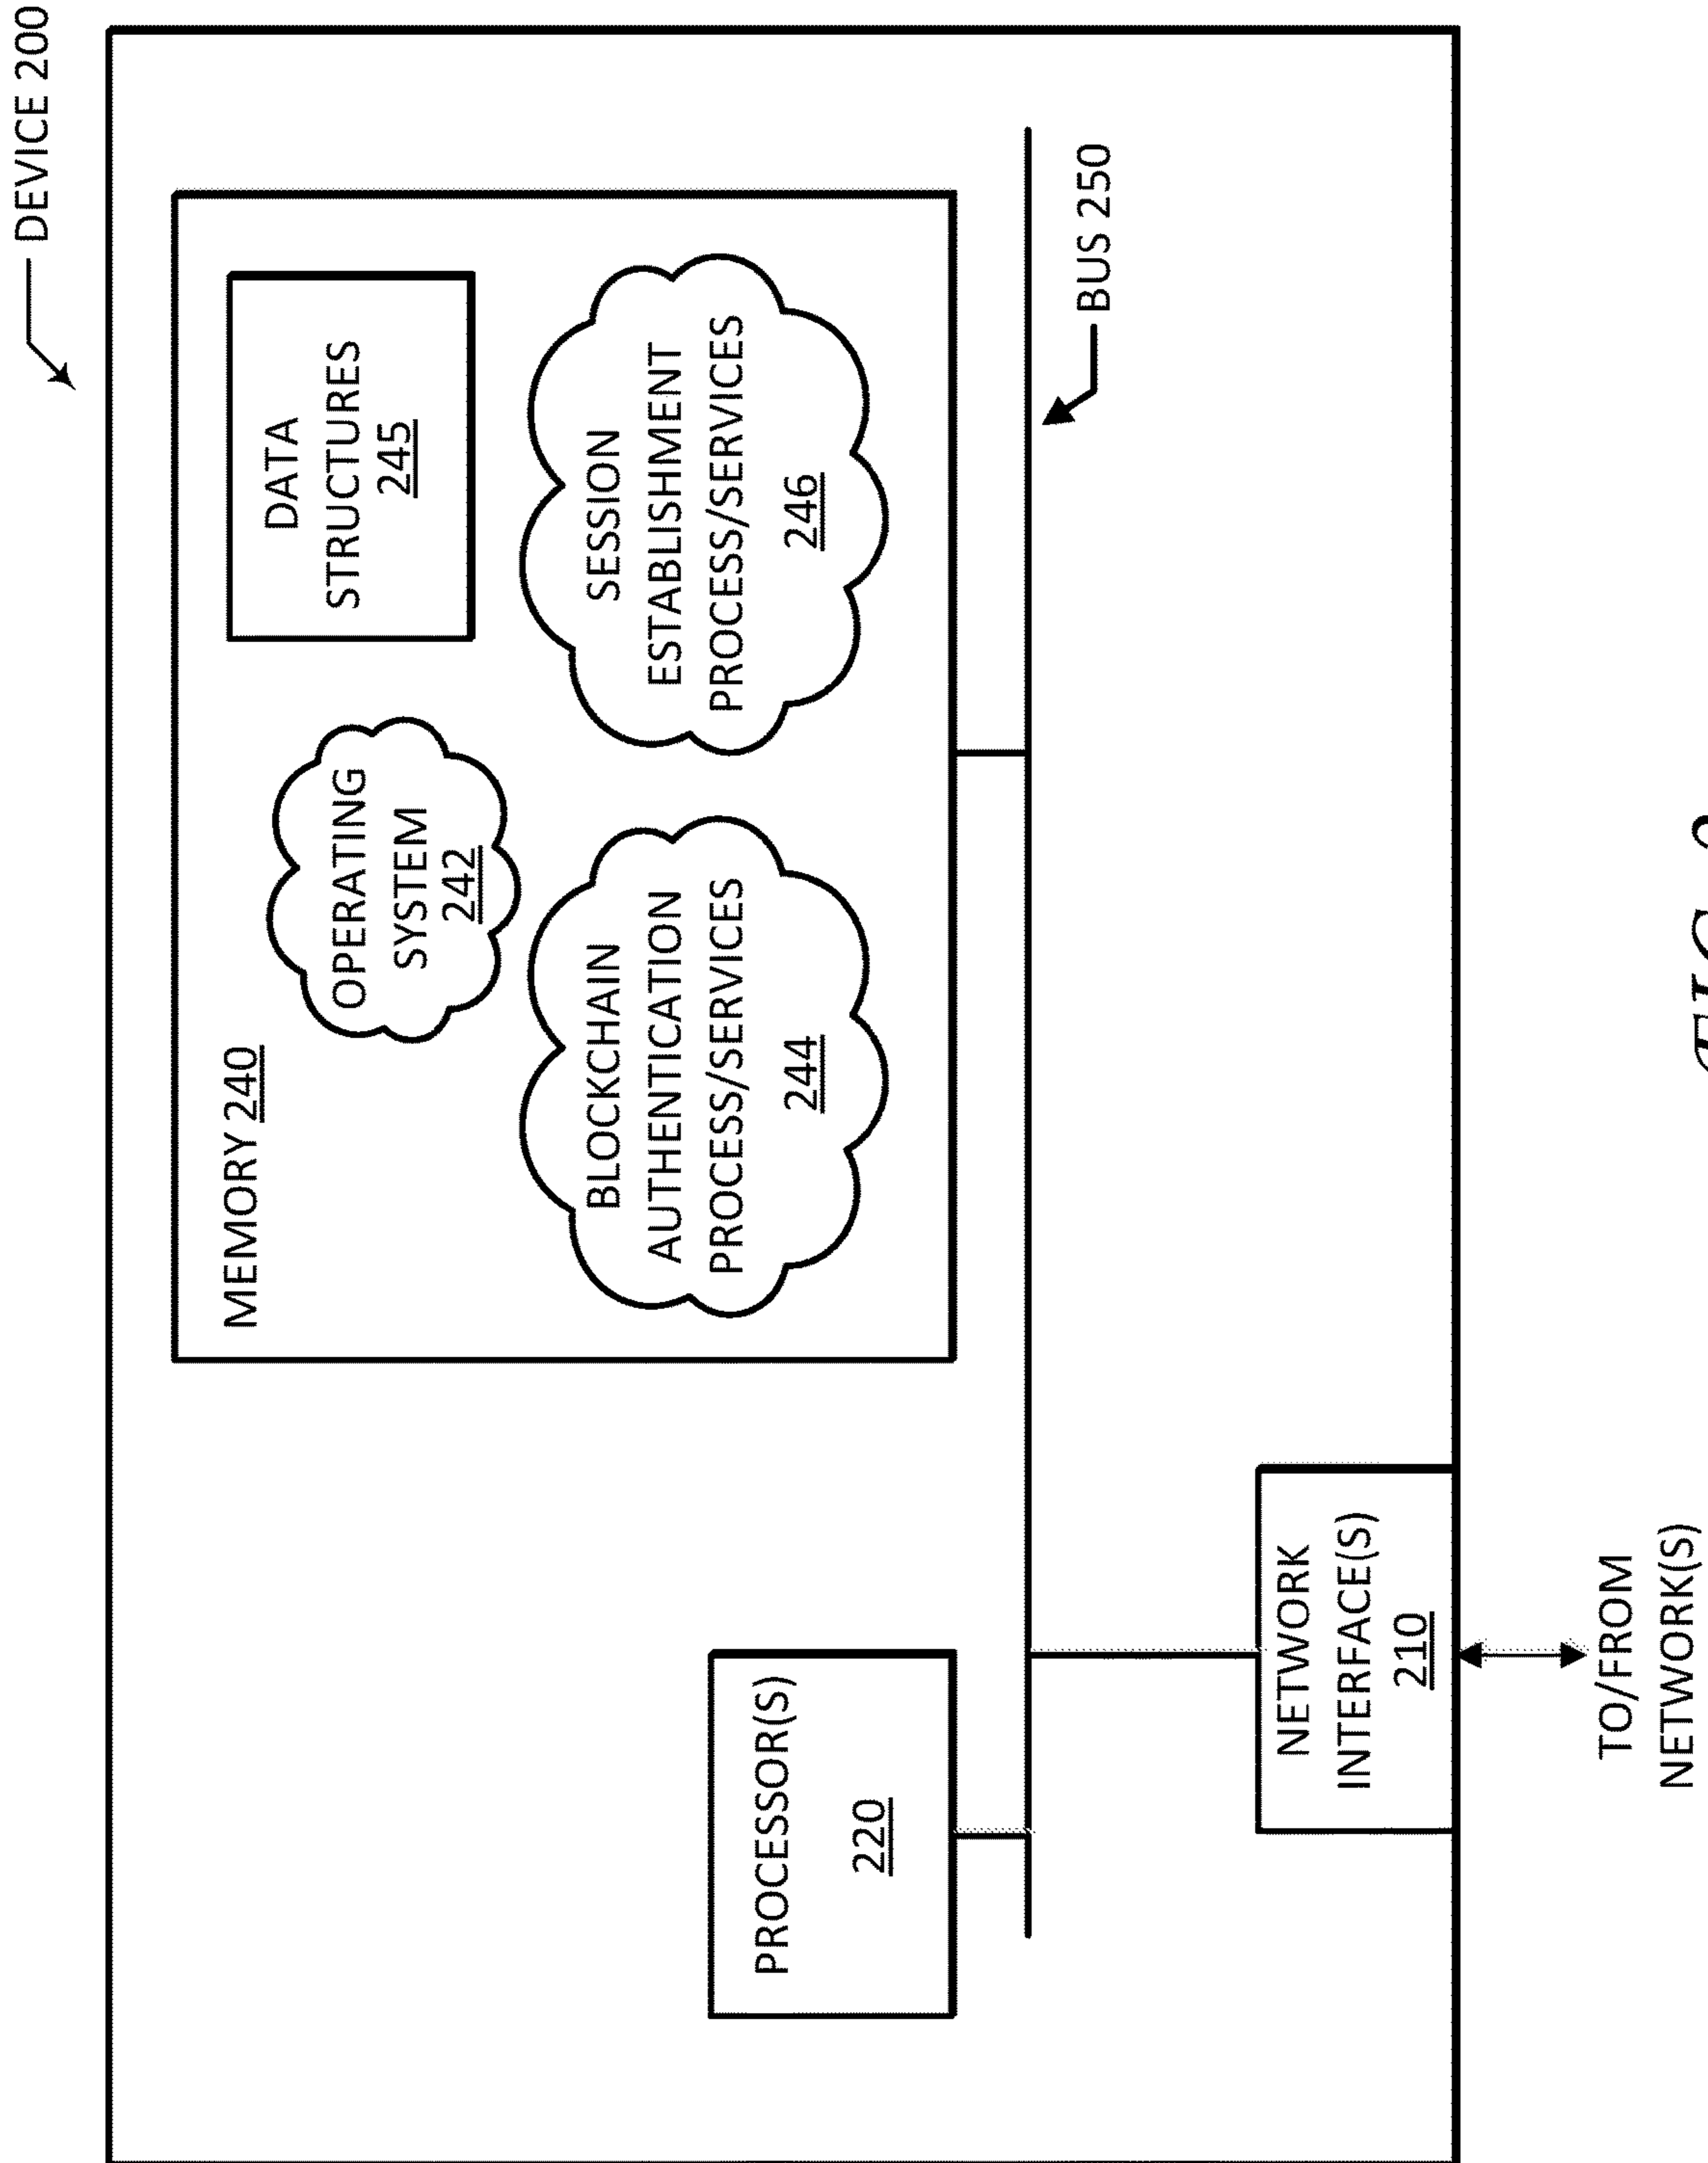 DEVICE 200
MEMORY 240
OPERATING
SYSTEM
242
DATA
STRUCTURES
245
BLOCKCHAIN
AUTHENTICATION
PROCESS/SERVICES
244
SESSION
ESTABLISHMENT
PROCESS/SERVICES
246
PROCESSOR(S)
220
BUS 250
NETWORK
INTERFACE(S)
210
TO/FROM
NETWORK(S)